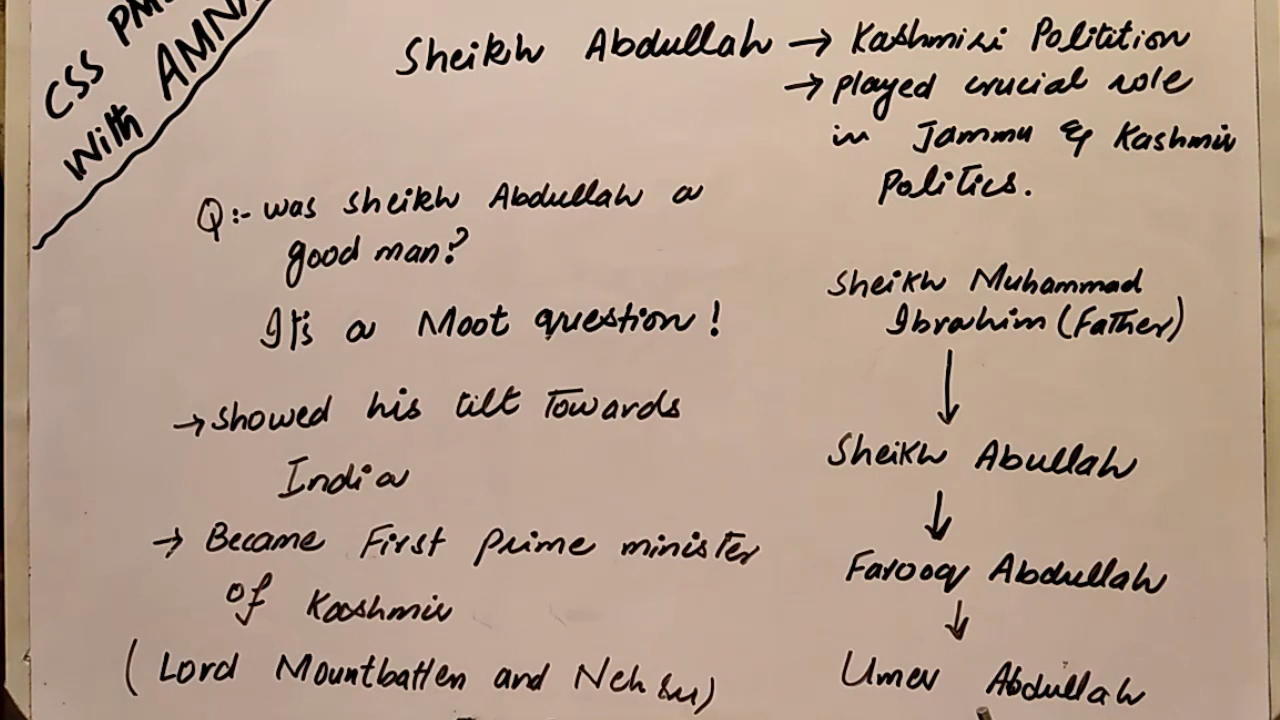 CSS PM
With AMNA
Sheikh Abdullah → Kashmiri Politition
→ played crucial role
in Jammu & Kashmir
Politics.
Q:- was sheikh Abdullah a
good man?
It's a Moot question!
→ showed his tilt Towards
India
→ Became First prime minister
of Kashmir
(Lord Mountbatten and Nehru)
Sheikh Muhammad
Ibrahim (Father)
↓
Sheikh Abullah
↓
Farooq Abdullah
↓
Umer Abdullah